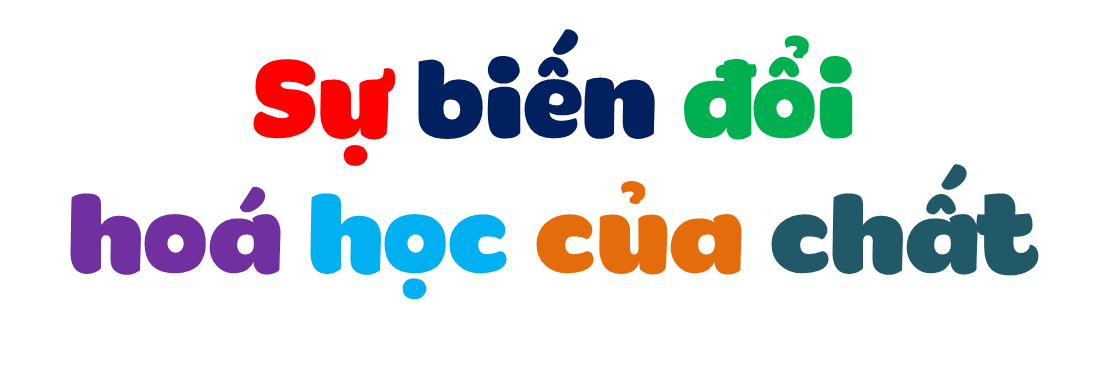 Sự biến đổi
hoá học của chất